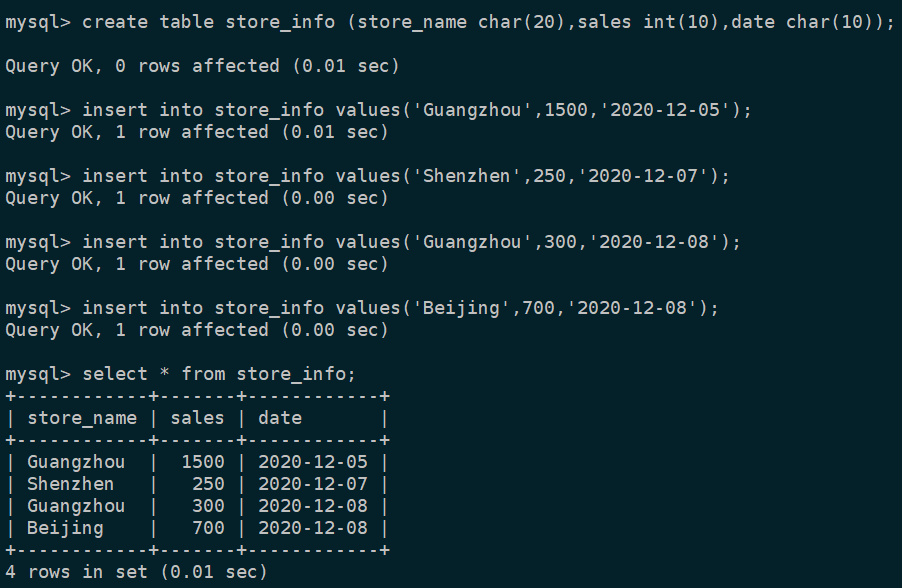 mysql> create table store_info (store_name char(20),sales int(10),date char(10));
Query OK, 0 rows affected (0.01 sec)
mysql> insert into store_info values('Guangzhou',1500,'2020-12-05');
Query OK, 1 row affected (0.01 sec)
mysql> insert into store_info values('Shenzhen',250,'2020-12-07');
Query OK, 1 row affected (0.00 sec)
mysql> insert into store_info values('Guangzhou',300,'2020-12-08');
Query OK, 1 row affected (0.00 sec)
mysql> insert into store_info values('Beijing',700,'2020-12-08');
Query OK, 1 row affected (0.00 sec)
mysql> select * from store_info;
+------------+-------+------------+
| store_name | sales | date       |
+------------+-------+------------+
| Guangzhou  |  1500 | 2020-12-05 |
| Shenzhen   |   250 | 2020-12-07 |
| Guangzhou  |   300 | 2020-12-08 |
| Beijing    |   700 | 2020-12-08 |
+------------+-------+------------+
4 rows in set (0.01 sec)